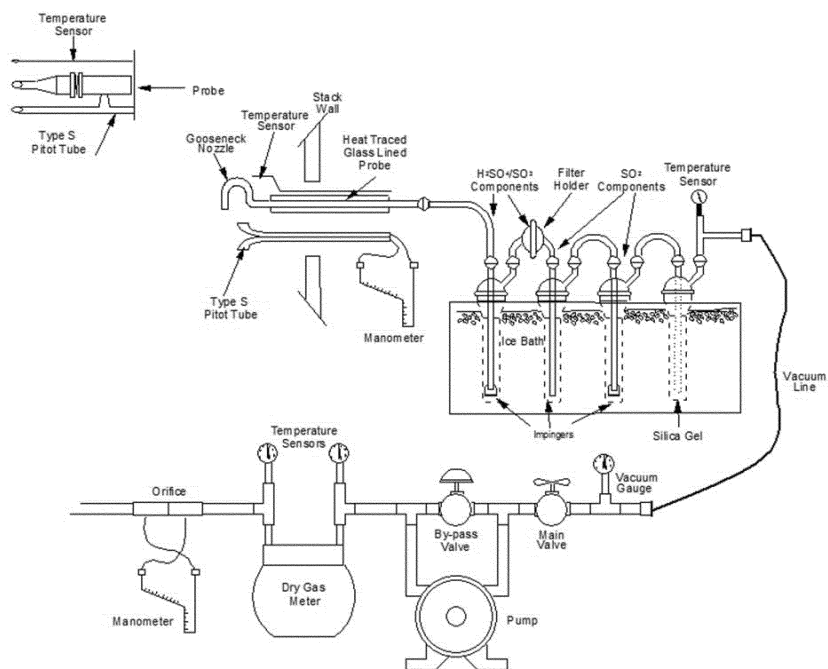 Temperature
Sensor
Probe
Type S
Pitot Tube
Gooseneck
Nozzle
Temperature
Sensor
Stack
Wall
Heat Traced
Glass Lined
Probe
H²SO⁴/SO³
Components
Filter
Holder
SO²
Components
Temperature
Sensor
Type S
Pitot Tube
Manometer
Ice Bath
Vacuum
Line
Impingers
Silica Gel
Temperature
Sensors
Orifice
Vacuum
Gauge
By-pass
Valve
Main
Valve
Dry Gas
Meter
Manometer
Pump